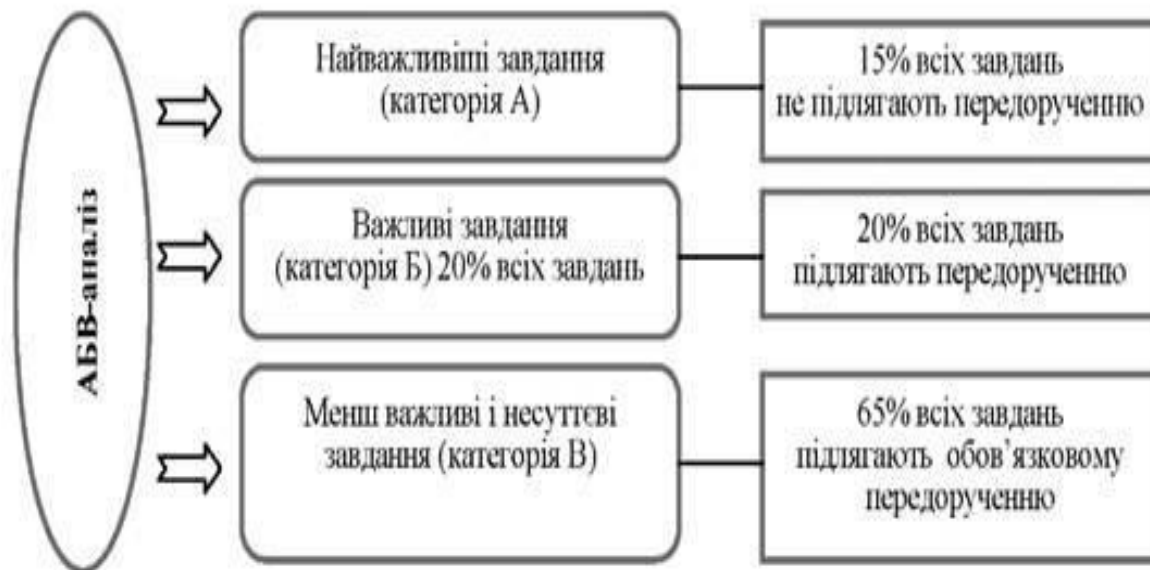 АБВ-аналіз
Найважливіші завдання
(категорія А)
15% всіх завдань
не підлягають передорученню
Важливі завдання
(категорія Б) 20% всіх завдань
20% всіх завдань
підлягають передорученню
Менш важливі і несуттєві
завдання (категорія В)
65% всіх завдань
підлягають обов’язковому
передорученню